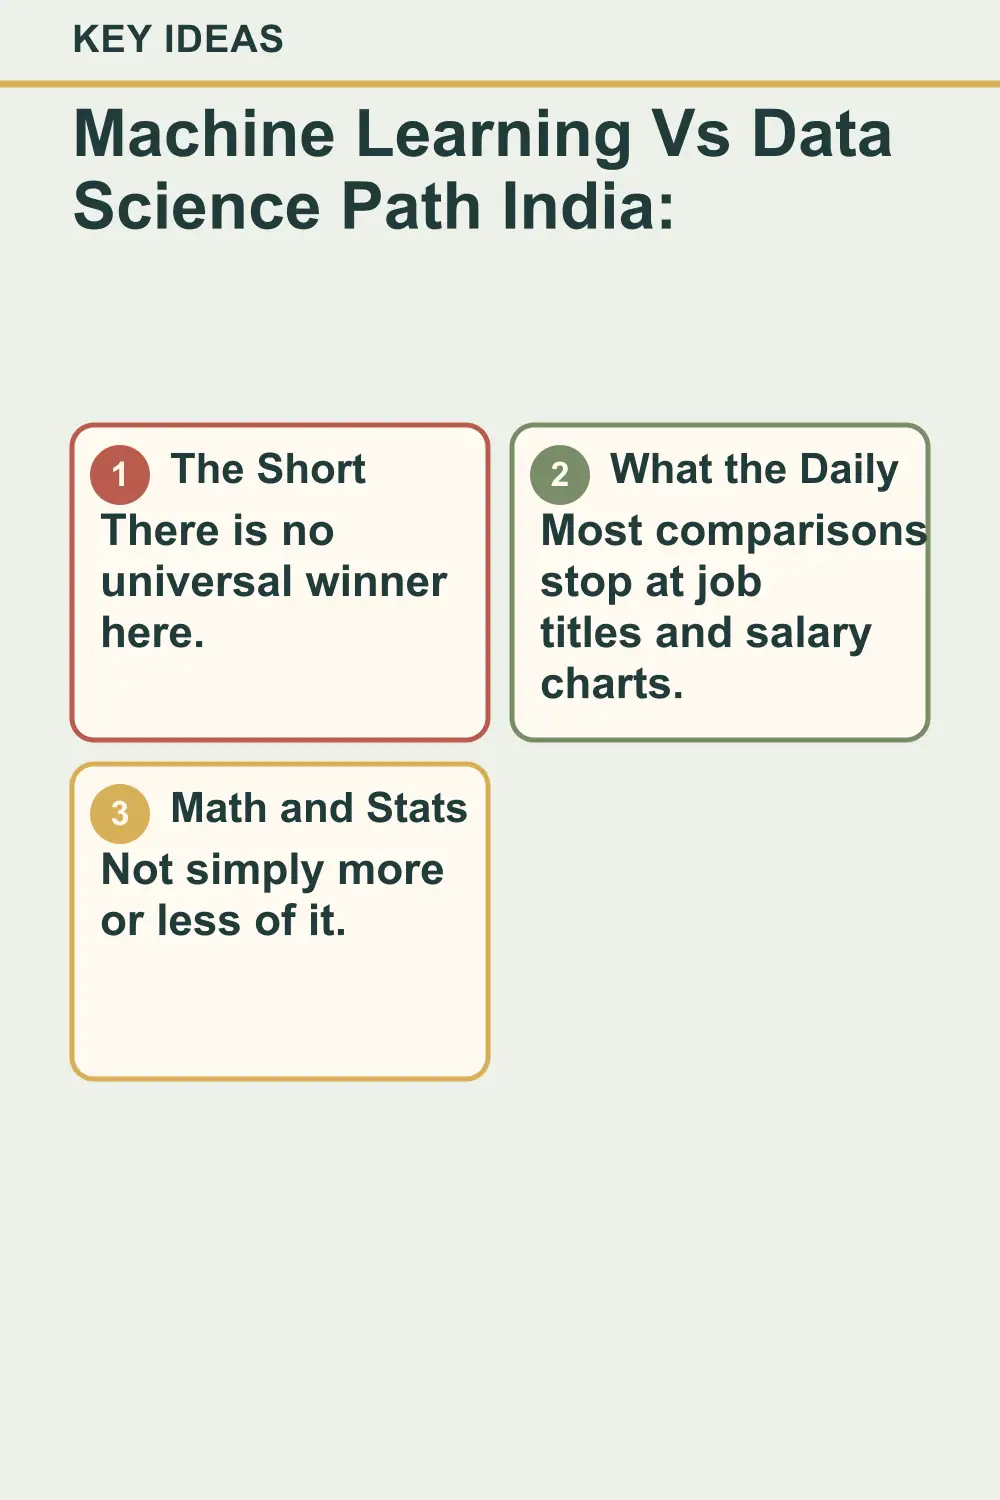 KEY IDEAS
Machine Learning Vs Data
Science Path India:
1 The Short
There is no
universal winner
here.
2 What the Daily
Most comparisons
stop at job
titles and salary
charts.
3 Math and Stats
Not simply more
or less of it.